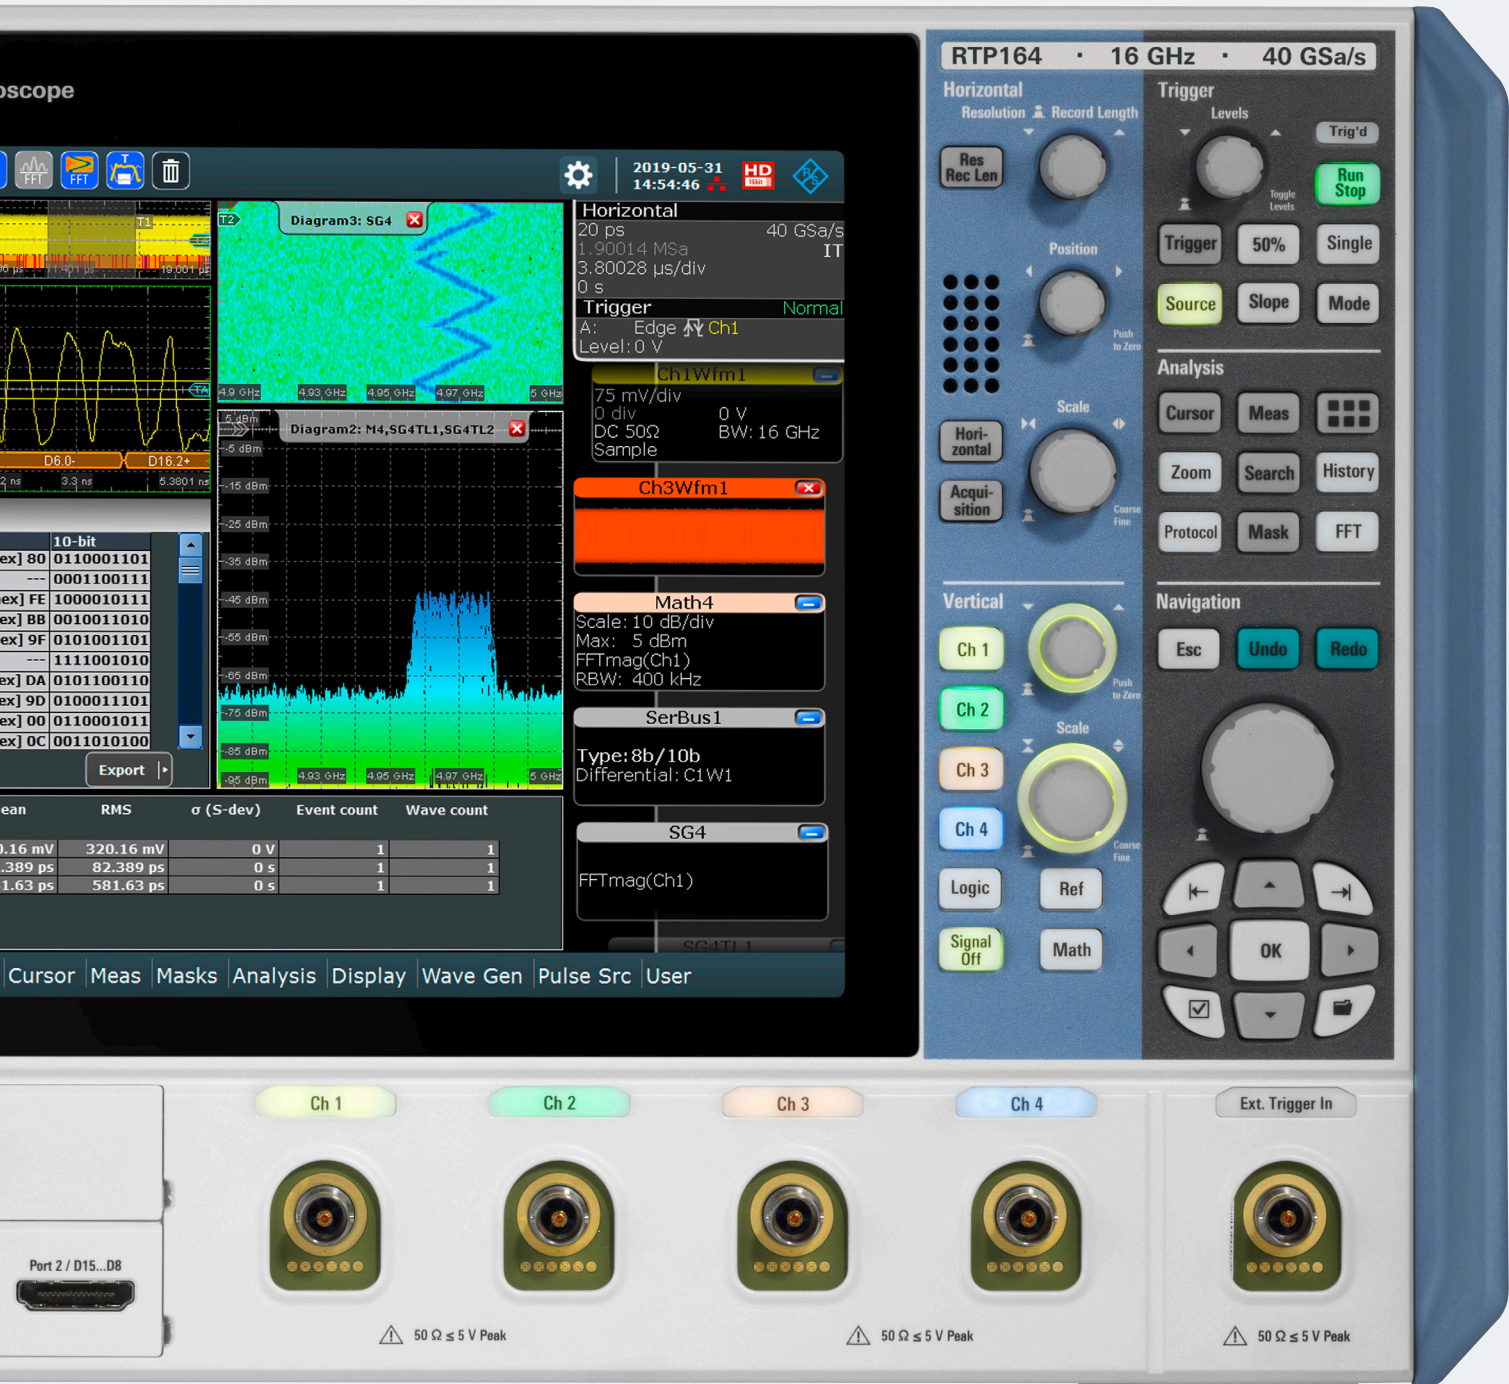 oscope
RTP164 · 16 GHz · 40 GSa/s
Horizontal
Resolution Record Length
Res
Rec Len
Position
Push
to Zero
Scale
Hori-
zontal
Acqui-
sition
Coarse
Fine
Trigger
Levels
Trig'd
Run
Stop
Toggle
Levels
Trigger
50%
Single
Source
Slope
Mode
Analysis
Cursor
Meas
Zoom
Search
History
Protocol
Mask
FFT
Vertical
Ch 1
Push
to Zero
Ch 2
Scale
Ch 3
Ch 4
Coarse
Fine
Logic
Ref
Signal
Off
Math
Navigation
Esc
Undo
Redo
OK
FFT
FFT
T
2019-05-31
14:54:46
HD
16bit
R&S
T1
TA
19.001 µs
TA
D6.0-
D16.2+
3.3 ns
5.3801 ns
10-bit
ex] 80 0110001101
--- 0001100111
ex] FE 1000010111
ex] BB 0010011010
ex] 9F 0101001101
--- 1111001010
ex] DA 0101100110
ex] 9D 0100011101
ex] 00 0110001011
ex] 0C 0011010100
Export
T2
Diagram3: SG4
4.9 GHz 4.93 GHz 4.95 GHz 4.97 GHz 5 GHz
5 dBm
Diagram2: M4,SG4TL1,SG4TL2
-5 dBm
-15 dBm
-25 dBm
-35 dBm
-45 dBm
-55 dBm
-65 dBm
-75 dBm
-85 dBm
-95 dBm
4.93 GHz 4.95 GHz 4.97 GHz 5 GHz
Horizontal
20 ps 40 GSa/s
1.90014 MSa IT
3.80028 µs/div
0 s
Trigger Normal
A: Edge Ch1
Level: 0 V
Ch1Wfm1
75 mV/div
0 div 0 V
DC 50Ω BW: 16 GHz
Sample
Ch3Wfm1
Math4
Scale: 10 dB/div
Max: 5 dBm
FFTmag(Ch1)
RBW: 400 kHz
SerBus1
Type: 8b/10b
Differential: C1W1
SG4
FFTmag(Ch1)
SG4TL1
ean RMS σ (S-dev) Event count Wave count
0.16 mV 320.16 mV 0 V 1 1
.389 ps 82.389 ps 0 s 1 1
1.63 ps 581.63 ps 0 s 1 1
Cursor Meas Masks Analysis Display Wave Gen Pulse Src User
Ch 1
Ch 2
Ch 3
Ch 4
Ext. Trigger In
Port 2 / D15...D8
50 Ω ≤ 5 V Peak
50 Ω ≤ 5 V Peak
50 Ω ≤ 5 V Peak